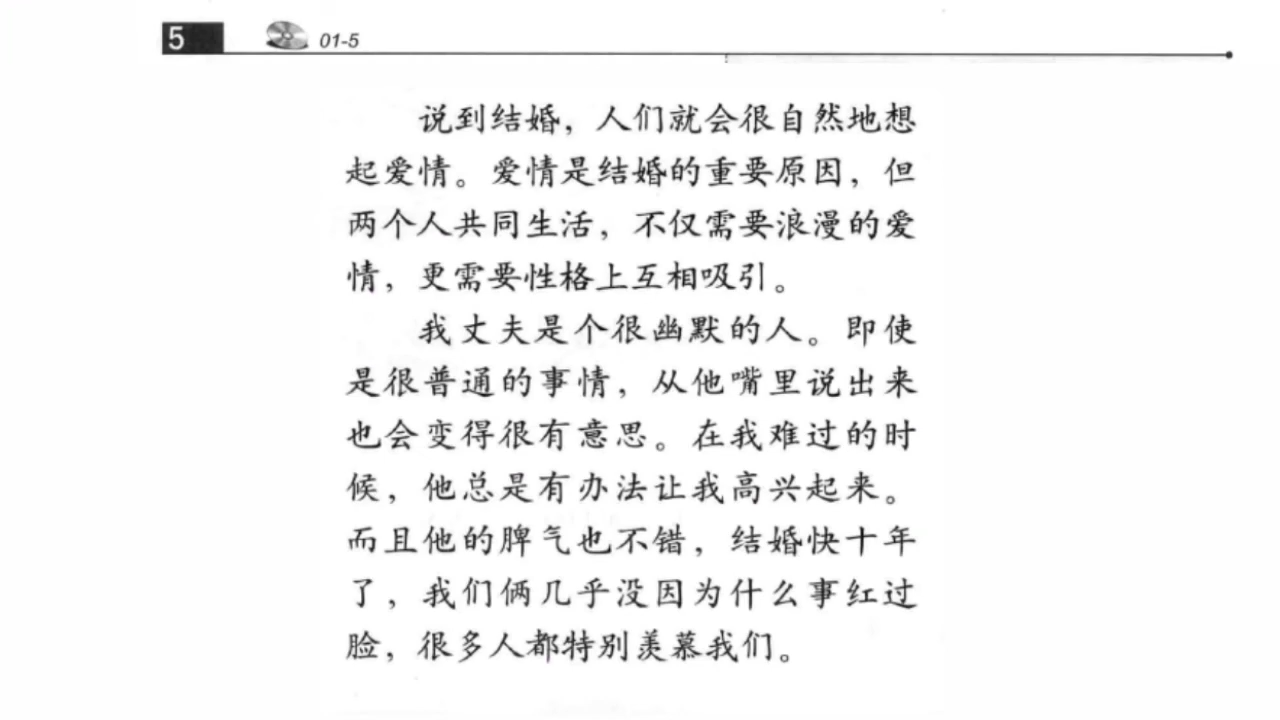 5 01-5
说到结婚，人们就会很自然地想
起爱情。爱情是结婚的重要原因，但
两个人共同生活，不仅需要浪漫的爱
情，更需要性格上互相吸引。
我丈夫是个很幽默的人。即使
是很普通的事情，从他嘴里说出来
也会变得很有意思。在我难过的时
候，他总是有办法让我高兴起来。
而且他的脾气也不错，结婚快十年
了，我们俩几乎没因为什么事红过
脸，很多人都特别羡慕我们。